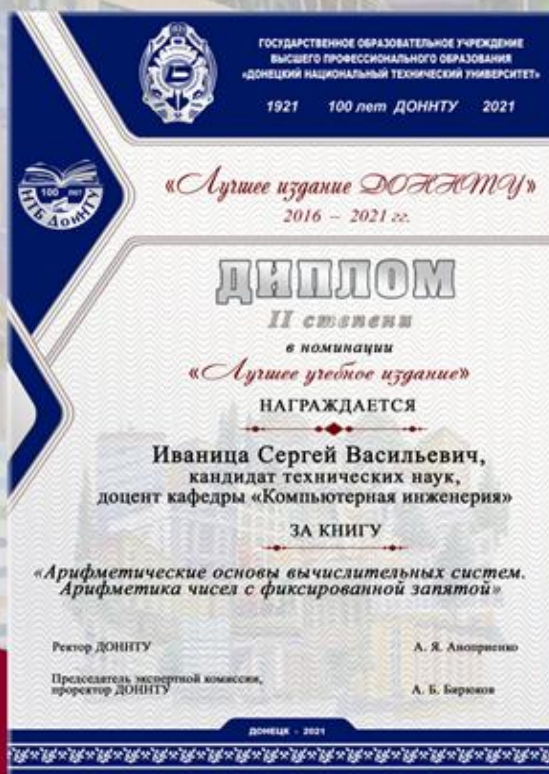 ГОСУДАРСТВЕННОЕ ОБРАЗОВАТЕЛЬНОЕ УЧРЕЖДЕНИЕ
ВЫСШЕГО ПРОФЕССИОНАЛЬНОГО ОБРАЗОВАНИЯ
«ДОНЕЦКИЙ НАЦИОНАЛЬНЫЙ ТЕХНИЧЕСКИЙ УНИВЕРСИТЕТ»
1921 100 лет ДОННТУ 2021
100 лет
НТБ ДонНТУ
«Лучшее издание ДОННТУ»
2016 – 2021 гг.
ДИПЛОМ
II степени
в номинации
«Лучшее учебное издание»
НАГРАЖДАЕТСЯ
Иваница Сергей Васильевич,
кандидат технических наук,
доцент кафедры «Компьютерная инженерия»
ЗА КНИГУ
«Арифметические основы вычислительных систем.
Арифметика чисел с фиксированной запятой»
Ректор ДОННТУ А. Я. Аноприенко
Председатель экспертной комиссии,
проректор ДОННТУ А. Б. Бирюков
ДОНЕЦК - 2021